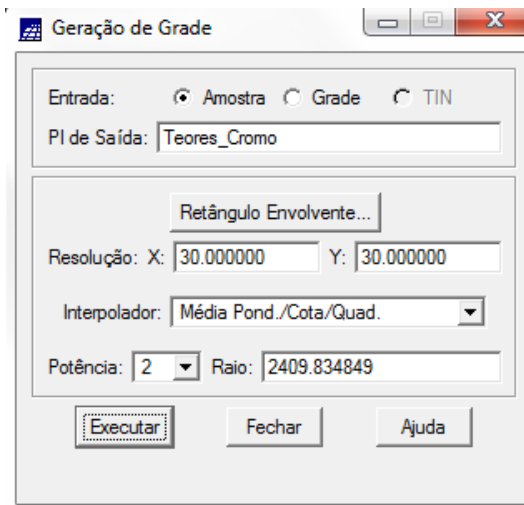 Geração de Grade
Entrada: Amostra Grade TIN
PI de Saída: Teores_Cromo
Retângulo Envolvente...
Resolução: X: 30.000000 Y: 30.000000
Interpolador: Média Pond./Cota/Quad.
Potência: 2 Raio: 2409.834849
Executar Fechar Ajuda